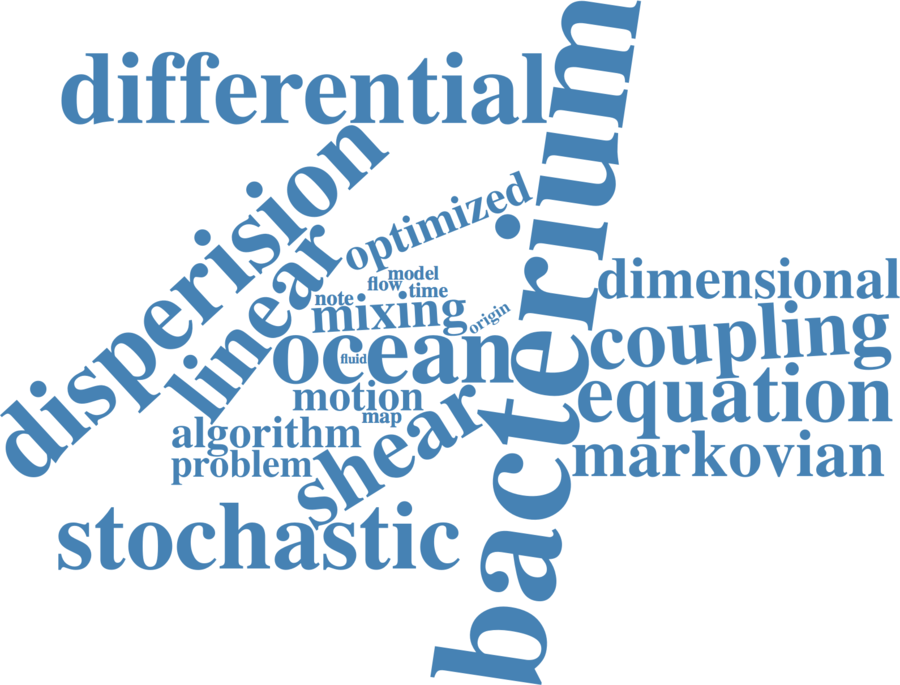 differential
bacterium
disperision
linear
optimized
model
flow
time
note
mixing
origin
dimensional
coupling
ocean
fluid
equation
motion
map
shear
algorithm
markovian
problem
stochastic